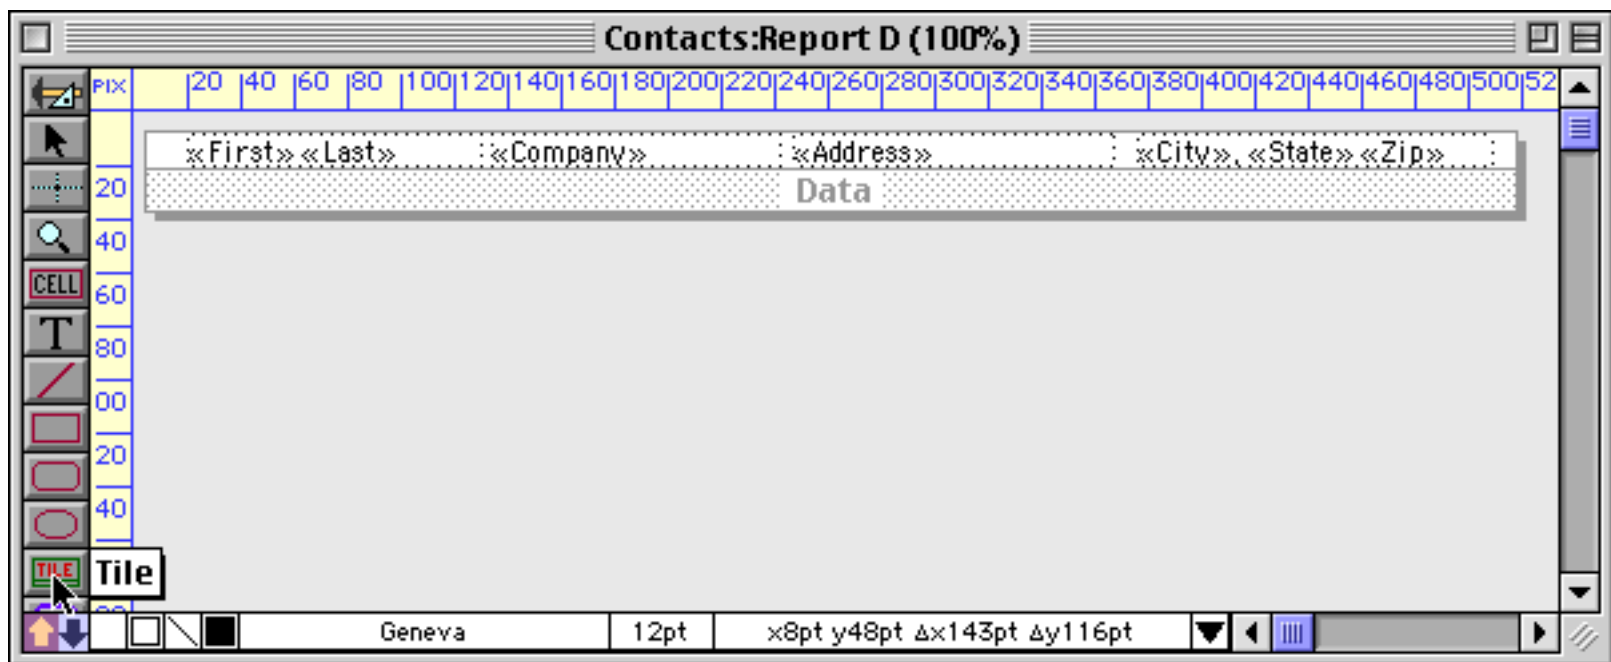 Contacts:Report D (100%)
PIX 20 40 60 80 100 120 140 160 180 200 220 240 260 280 300 320 340 360 380 400 420 440 460 480 500 52
«First» «Last» «Company» «Address» «City», «State» «Zip»
20
Data
40
CELL
60
T
80
00
20
40
TILE
Tile
Geneva 12pt x8pt y48pt Δx143pt Δy116pt